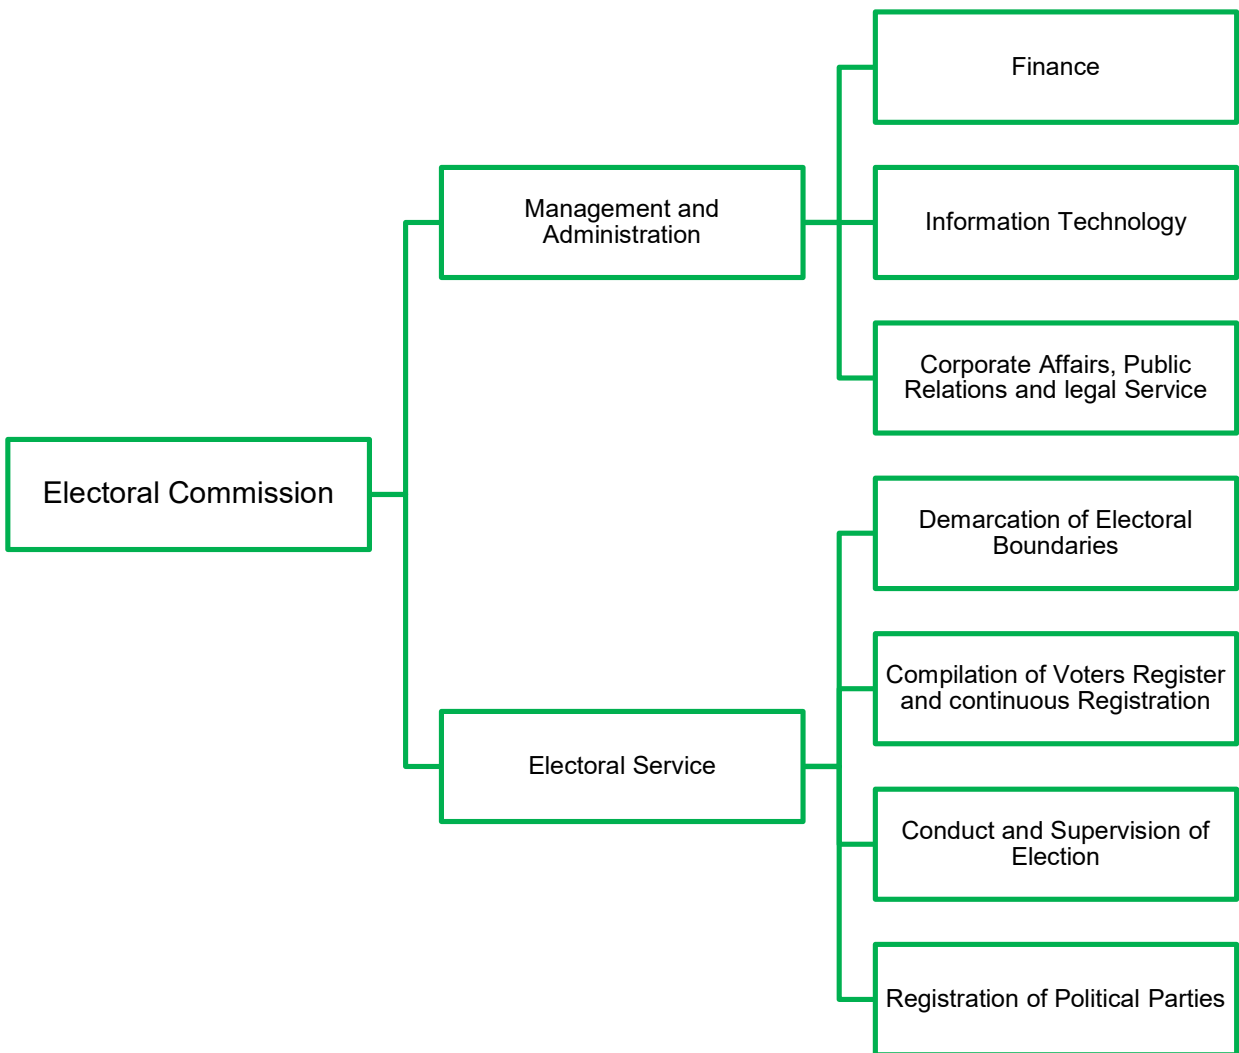 Finance
Management and
Administration
Information Technology
Corporate Affairs, Public
Relations and legal Service
Electoral Commission
Demarcation of Electoral
Boundaries
Compilation of Voters Register
and continuous Registration
Electoral Service
Conduct and Supervision of
Election
Registration of Political Parties